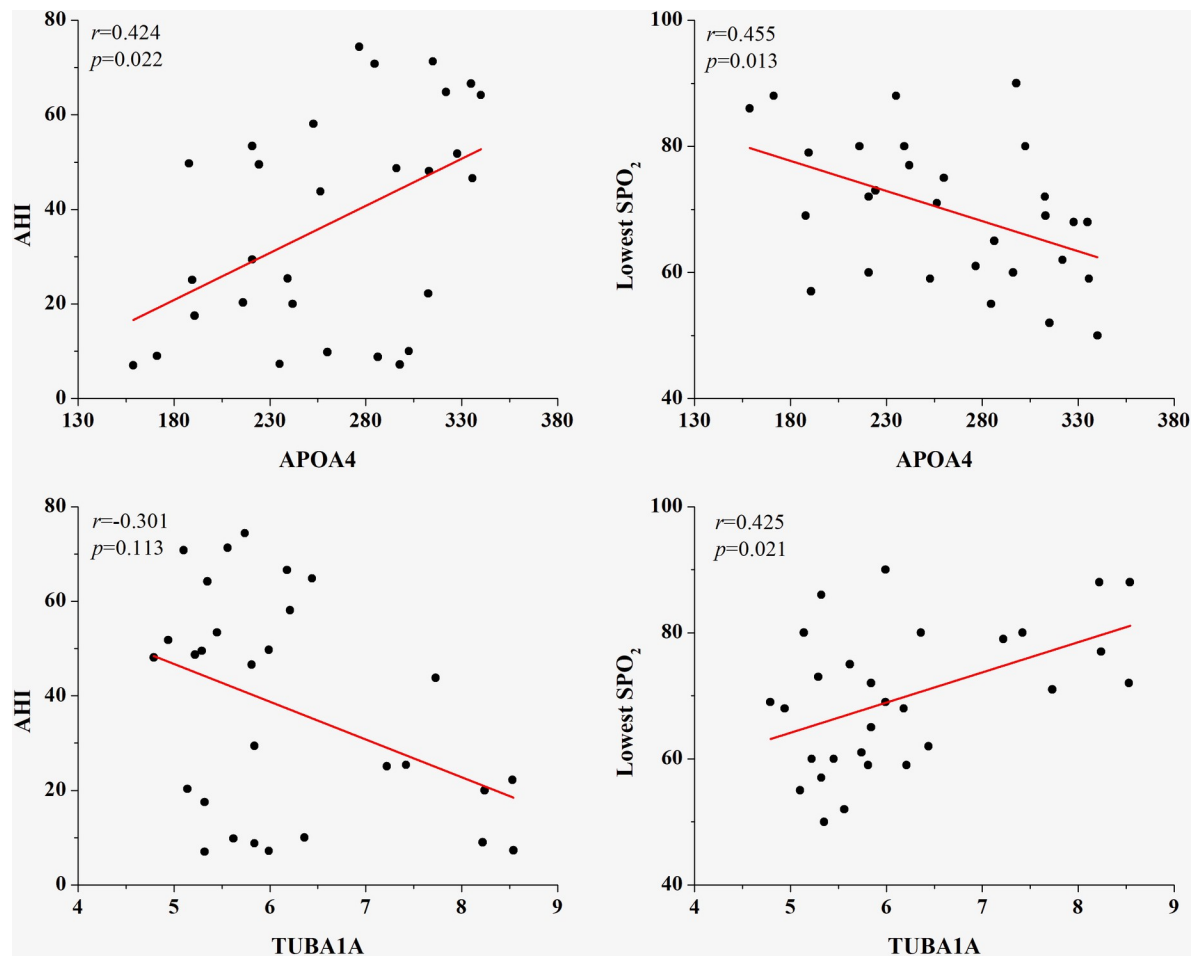 r=0.424
p=0.022
80
60
40
20
0
AHI
130 180 230 280 330 380
APOA4
r=0.455
p=0.013
100
80
60
40
Lowest SPO₂
130 180 230 280 330 380
APOA4
r=-0.301
p=0.113
80
60
40
20
0
AHI
4 5 6 7 8 9
TUBA1A
r=0.425
p=0.021
100
80
60
40
Lowest SPO₂
4 5 6 7 8 9
TUBA1A